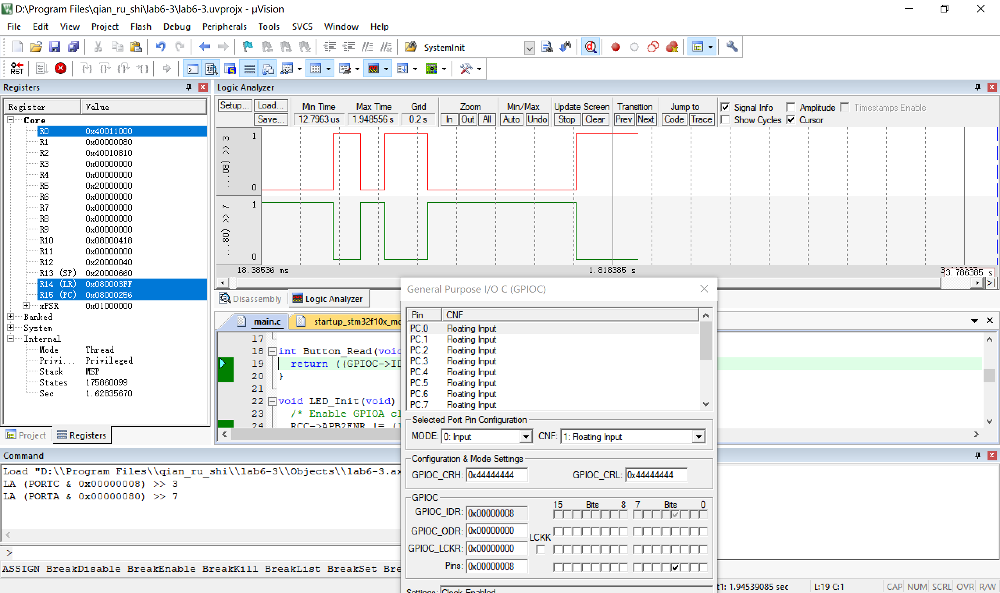 D:\Program Files\qian_ru_shi\lab6-3\lab6-3.uvprojx - µVision
File Edit View Project Flash Debug Peripherals Tools SVCS Window Help
SystemInit
RST
Registers
Register Value
Core
R0 0x40011000
R1 0x00000080
R2 0x40010810
R3 0x00000000
R4 0x00000000
R5 0x20000000
R6 0x00000000
R7 0x00000000
R8 0x00000000
R9 0x00000000
R10 0x08000418
R11 0x00000000
R12 0x20000040
R13 (SP) 0x20000660
R14 (LR) 0x080003FF
R15 (PC) 0x08000256
xPSR 0x01000000
Banked
System
Internal
Mode Thread
Privi... Privileged
Stack MSP
States 175860099
Sec 1.62835670
Project Registers
Logic Analyzer
Setup... Load... Min Time Max Time Grid Zoom Min/Max Update Screen Transition Jump to Signal Info Amplitude Timestamps Enable
Save... 12.7963 us 1.948556 s 0.2 s In Out All Auto Undo Stop Clear Prev Next Code Trace Show Cycles Cursor
...08) >> 3
1
0
...80) >> 7
1
0
18.38536 ms 1.818385 s 3.786385 s
Disassembly Logic Analyzer
main.c startup_stm32f10x_md
17
18 int Button_Read(void
19 return ((GPIOC->ID
20 }
21
22 void LED_Init(void)
23 /* Enable GPIOA cl
24 RCC->APB2ENR |= (1
General Purpose I/O C (GPIOC)
Pin CNF
PC.0 Floating Input
PC.1 Floating Input
PC.2 Floating Input
PC.3 Floating Input
PC.4 Floating Input
PC.5 Floating Input
PC.6 Floating Input
PC.7 Floating Input
Selected Port Pin Configuration
MODE: 0: Input CNF: 1: Floating Input
Configuration & Mode Settings
GPIOC_CRH: 0x44444444 GPIOC_CRL: 0x44444444
GPIOC
15 Bits 8 7 Bits 0
GPIOC_IDR: 0x00000008
GPIOC_ODR: 0x00000000
LCKK
GPIOC_LCKR: 0x00000000
Pins: 0x00000008
Settings: Clock Enabled
Command
Load "D:\\Program Files\\qian_ru_shi\\lab6-3\\Objects\\lab6-3.ax
LA (PORTC & 0x00000008) >> 3
LA (PORTA & 0x00000080) >> 7
>
ASSIGN BreakDisable BreakEnable BreakKill BreakList BreakSet Bre
t1: 1.94539085 sec L:19 C:1 CAP NUM SCRL OVR R/W